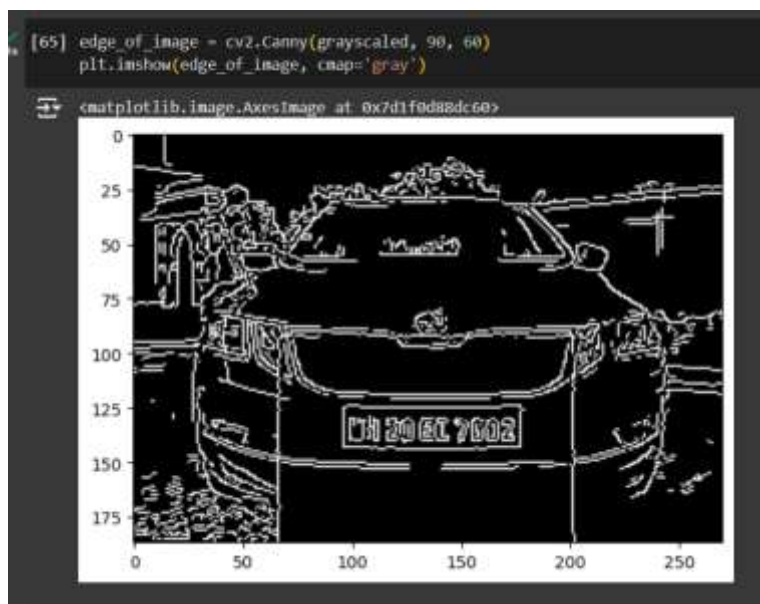 [65] edge_of_image = cv2.Canny(grayscaled, 90, 60)
plt.imshow(edge_of_image, cmap='gray')
<matplotlib.image.AxesImage at 0x7d1f0d88dc60>
0
25
50
75
100
125
150
175
20 EC 7602
0 50 100 150 200 250